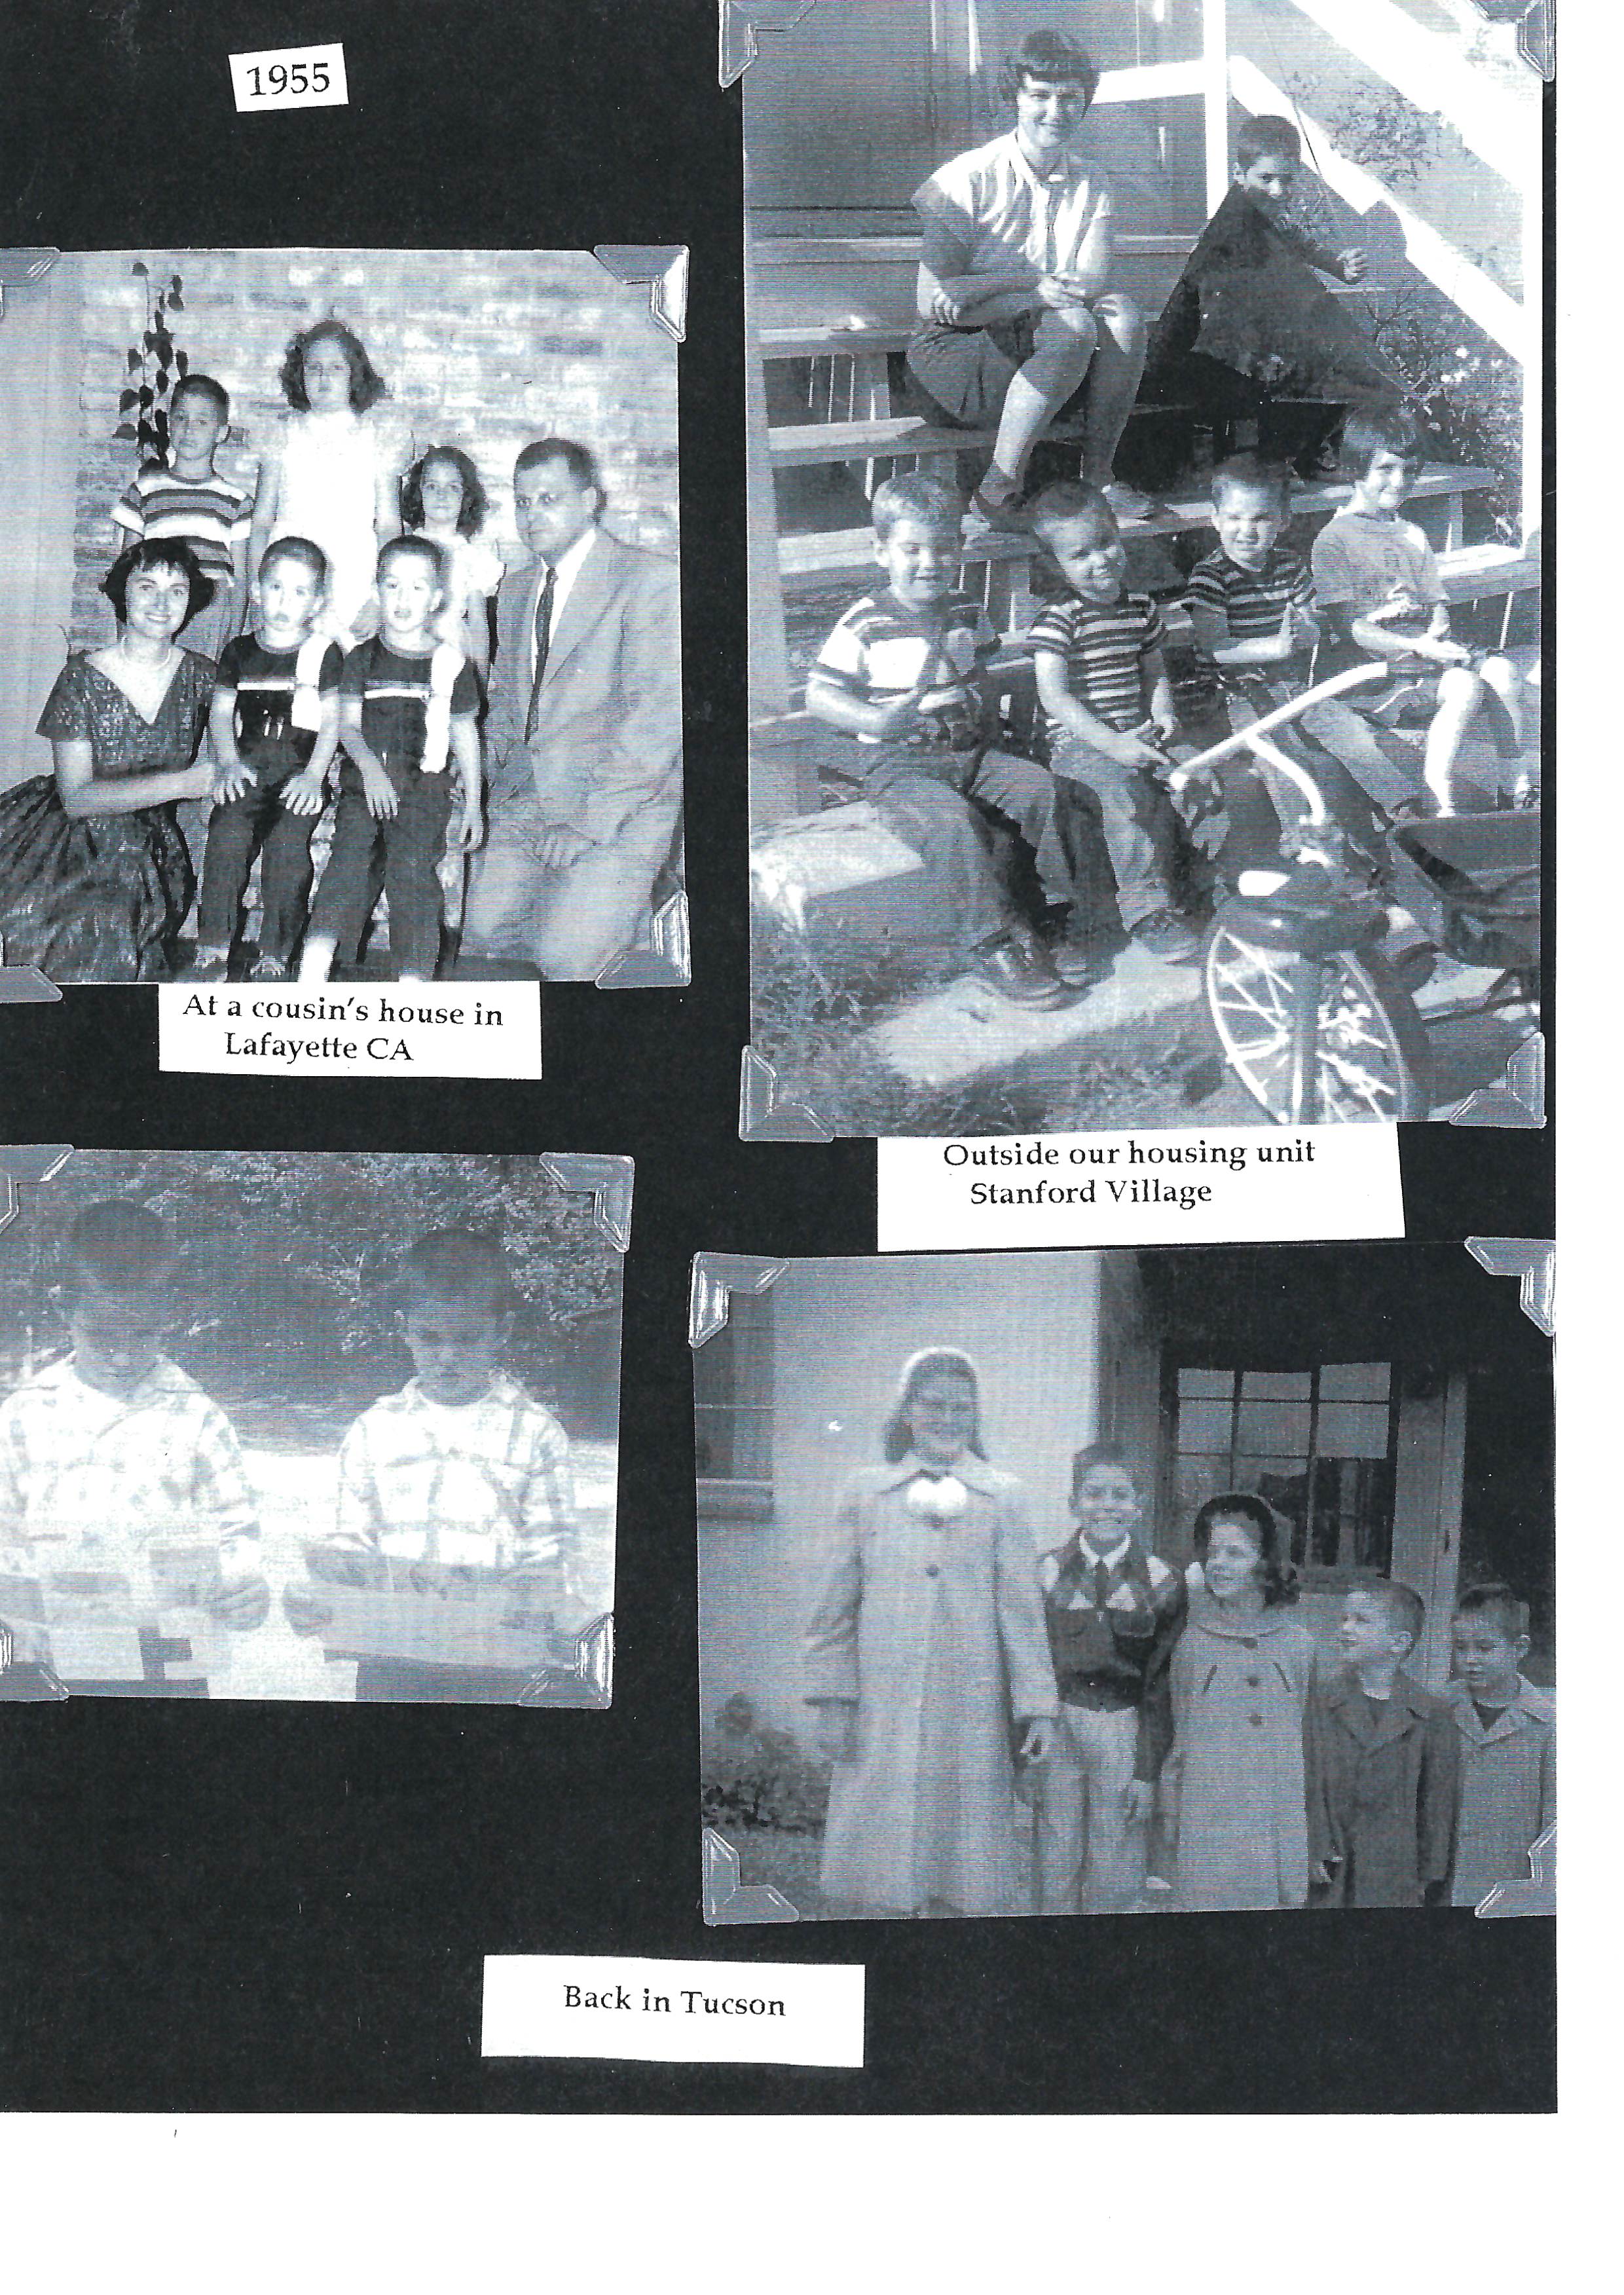 1955
At a cousin's house in
Lafayette CA
Outside our housing unit
Stanford Village
Back in Tucson